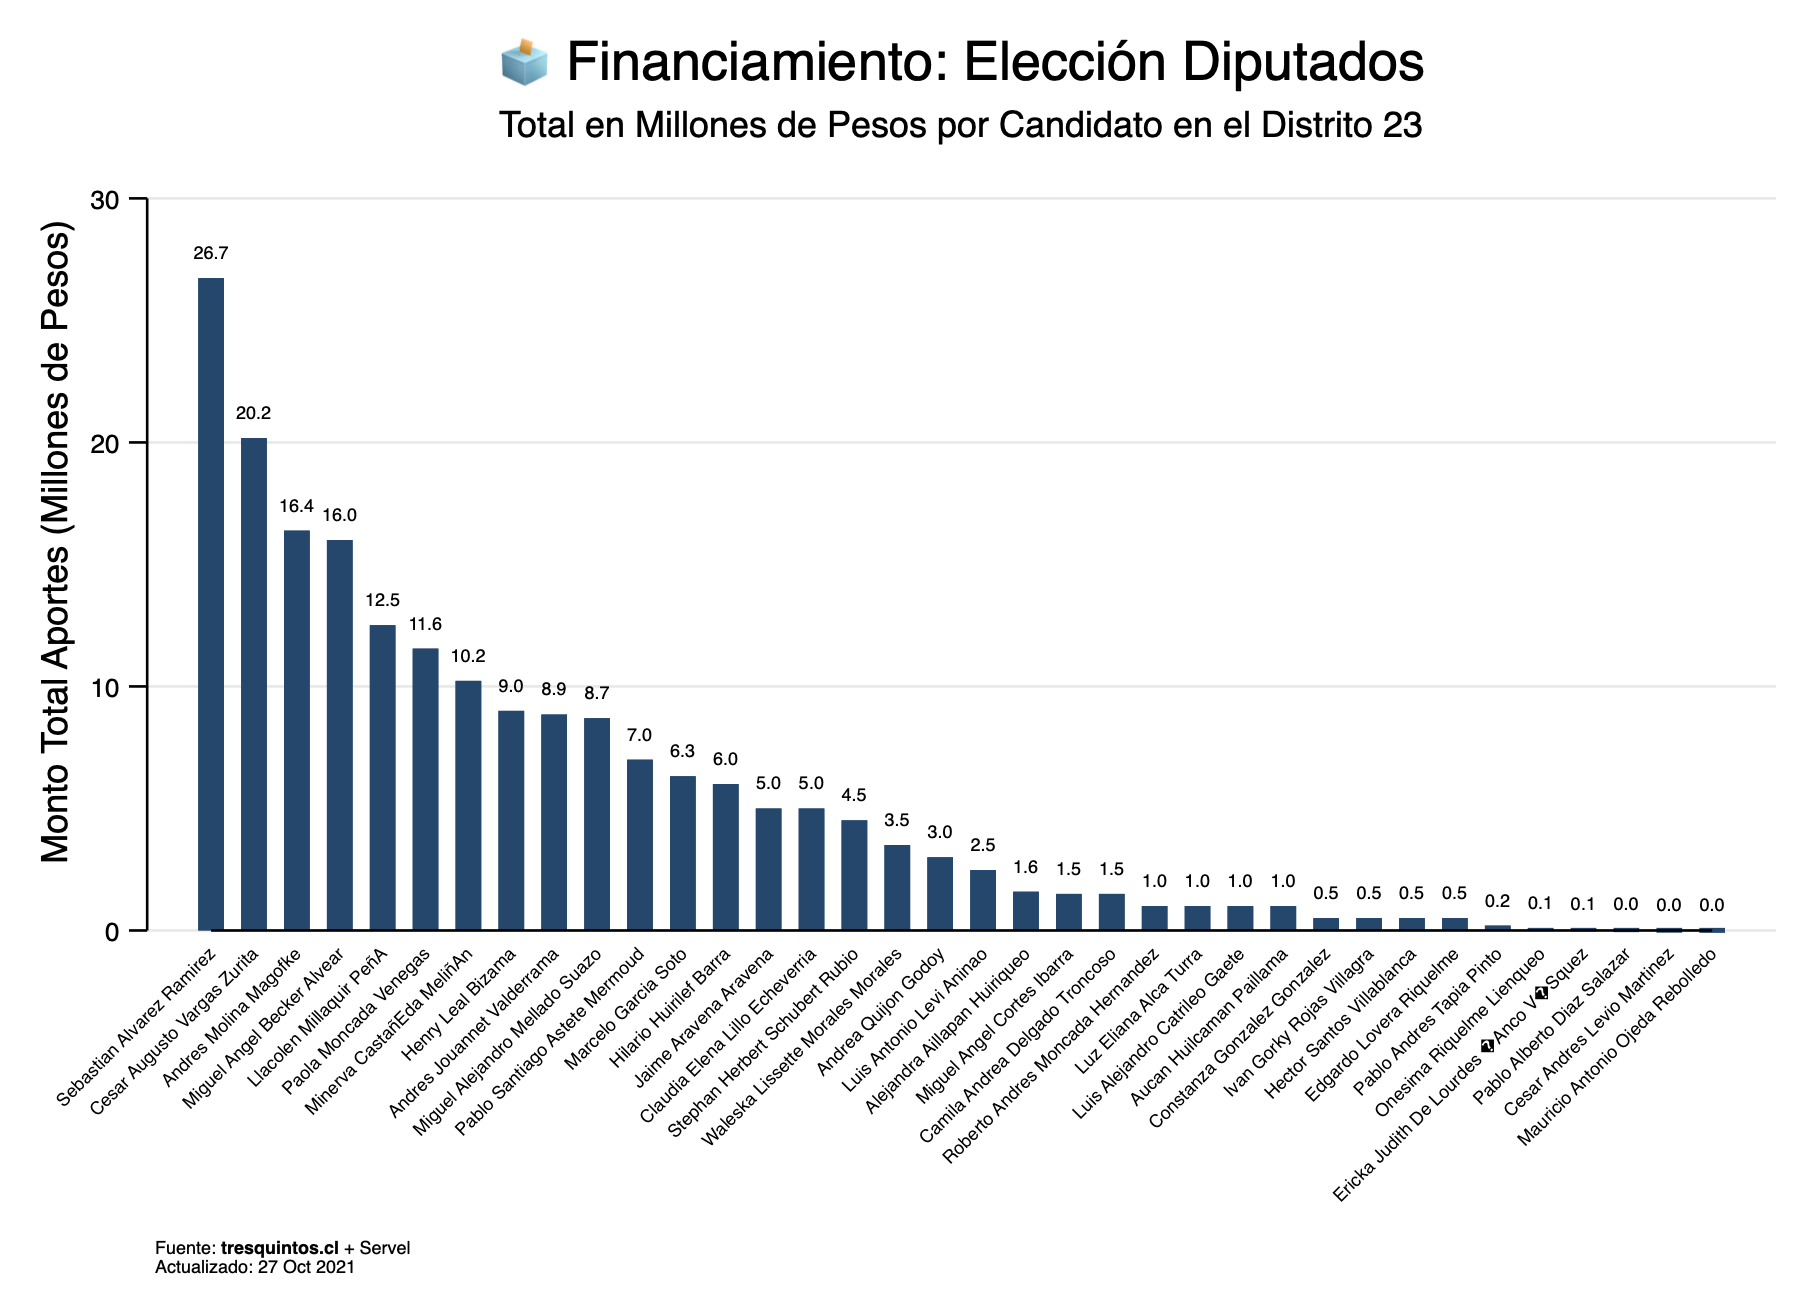 Financiamiento: Elección Diputados
Total en Millones de Pesos por Candidato en el Distrito 23
Monto Total Aportes (Millones de Pesos)
30
20
10
0
26.7
20.2
16.4
16.0
12.5
11.6
10.2
9.0
8.9
8.7
7.0
6.3
6.0
5.0
5.0
4.5
3.5
3.0
2.5
1.6
1.5
1.5
1.0
1.0
1.0
1.0
0.5
0.5
0.5
0.5
0.2
0.1
0.1
0.0
0.0
0.0
Sebastian Alvarez Ramirez
Cesar Augusto Vargas Zurita
Andres Molina Magofke
Miguel Angel Becker Alvear
Llacolen Millaquir PeñA
Paola Moncada Venegas
Minerva CastañEda MeliñAn
Henry Leal Bizama
Andres Jouannet Valderrama
Miguel Alejandro Mellado Suazo
Pablo Santiago Astete Mermoud
Marcelo Garcia Soto
Hilario Huirilef Barra
Jaime Aravena Aravena
Claudia Elena Lillo Echeverria
Stephan Herbert Schubert Rubio
Waleska Lissette Morales Morales
Andrea Quijon Godoy
Luis Antonio Levi Aninao
Alejandra Aillapan Huiriqueo
Miguel Angel Cortes Ibarra
Camila Andrea Delgado Troncoso
Roberto Andres Moncada Hernandez
Luz Eliana Alca Turra
Luis Alejandro Catrileo Gaete
Aucan Huilcaman Paillama
Constanza Gonzalez Gonzalez
Ivan Gorky Rojas Villagra
Hector Santos Villablanca
Edgardo Lovera Riquelme
Pablo Andres Tapia Pinto
Onesima Riquelme Lienqueo
Ericka Judith De Lourdes �Anco V�Squez
Pablo Alberto Diaz Salazar
Cesar Andres Levio Martinez
Mauricio Antonio Ojeda Rebolledo
Fuente: tresquintos.cl + Servel
Actualizado: 27 Oct 2021